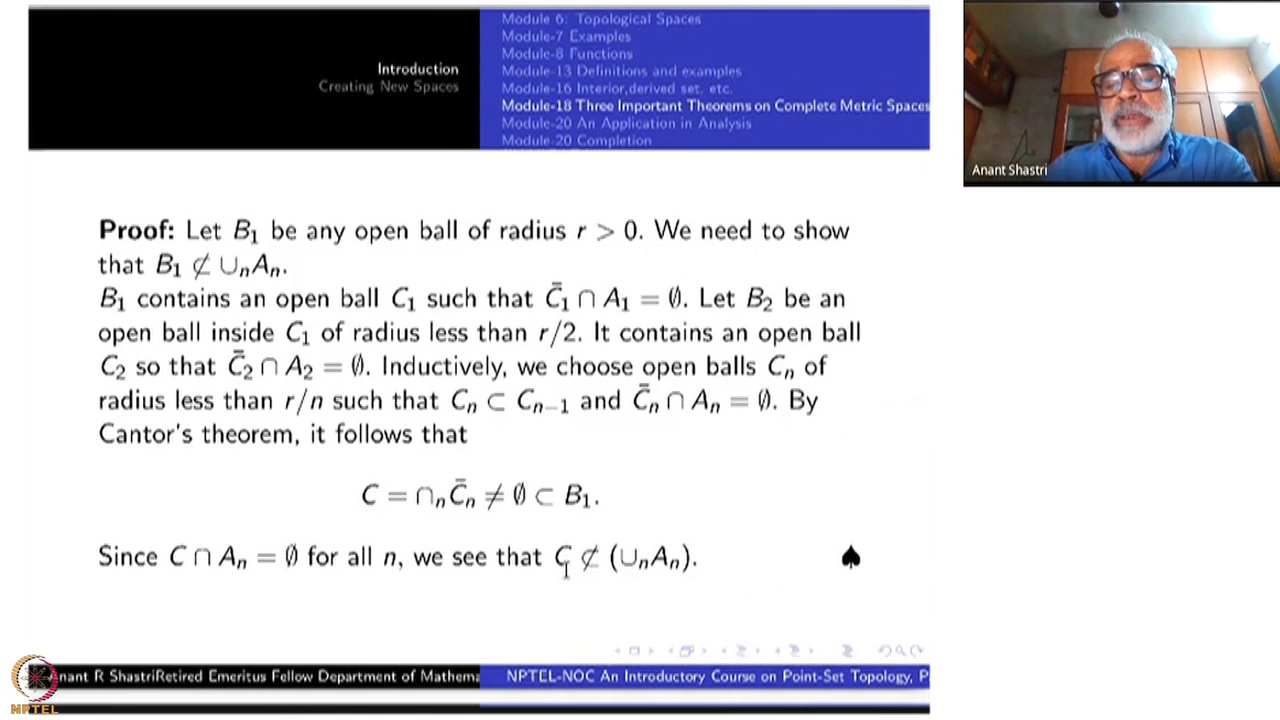 Introduction
Creating New Spaces
Module 6: Topological Spaces
Module-7 Examples
Module-8 Functions
Module-13 Definitions and examples
Module-16 Interior,derived set, etc.
Module-18 Three Important Theorems on Complete Metric Spaces
Module-20 An Application in Analysis
Module-20 Completion
Anant Shastri
Proof: Let B₁ be any open ball of radius r > 0. We need to show
that B₁ ⊄ ∪ₙAₙ.
B₁ contains an open ball C₁ such that C̄₁ ∩ A₁ = ∅. Let B₂ be an
open ball inside C₁ of radius less than r/2. It contains an open ball
C₂ so that C̄₂ ∩ A₂ = ∅. Inductively, we choose open balls Cₙ of
radius less than r/n such that Cₙ ⊂ Cₙ₋₁ and C̄ₙ ∩ Aₙ = ∅. By
Cantor's theorem, it follows that
C = ∩ₙC̄ₙ ≠ ∅ ⊂ B₁.
Since C ∩ Aₙ = ∅ for all n, we see that C ⊄ (∪ₙAₙ). ♠
Anant R ShastriRetired Emeritus Fellow Department of Mathema
NPTEL-NOC An Introductory Course on Point-Set Topology, P
NPTEL